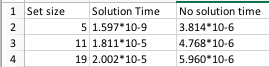 1 Set size Solution Time No solution time
2 5 1.597*10-9 3.814*10-6
3 11 1.811*10-5 4.768*10-6
4 19 2.002*10-5 5.960*10-6